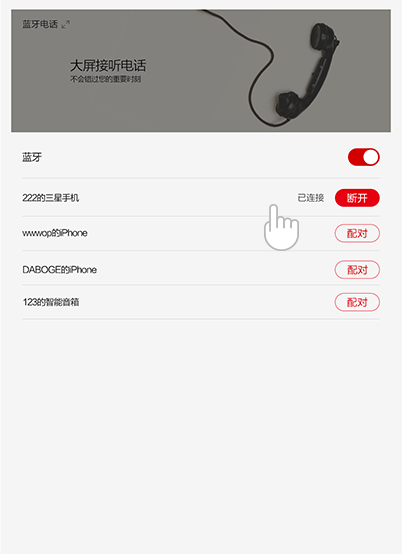 蓝牙电话
大屏接听电话
不会错过您的重要时刻
蓝牙
222的三星手机 已连接 断开
wwwop的iPhone 配对
DABOGE的iPhone 配对
123的智能音箱 配对